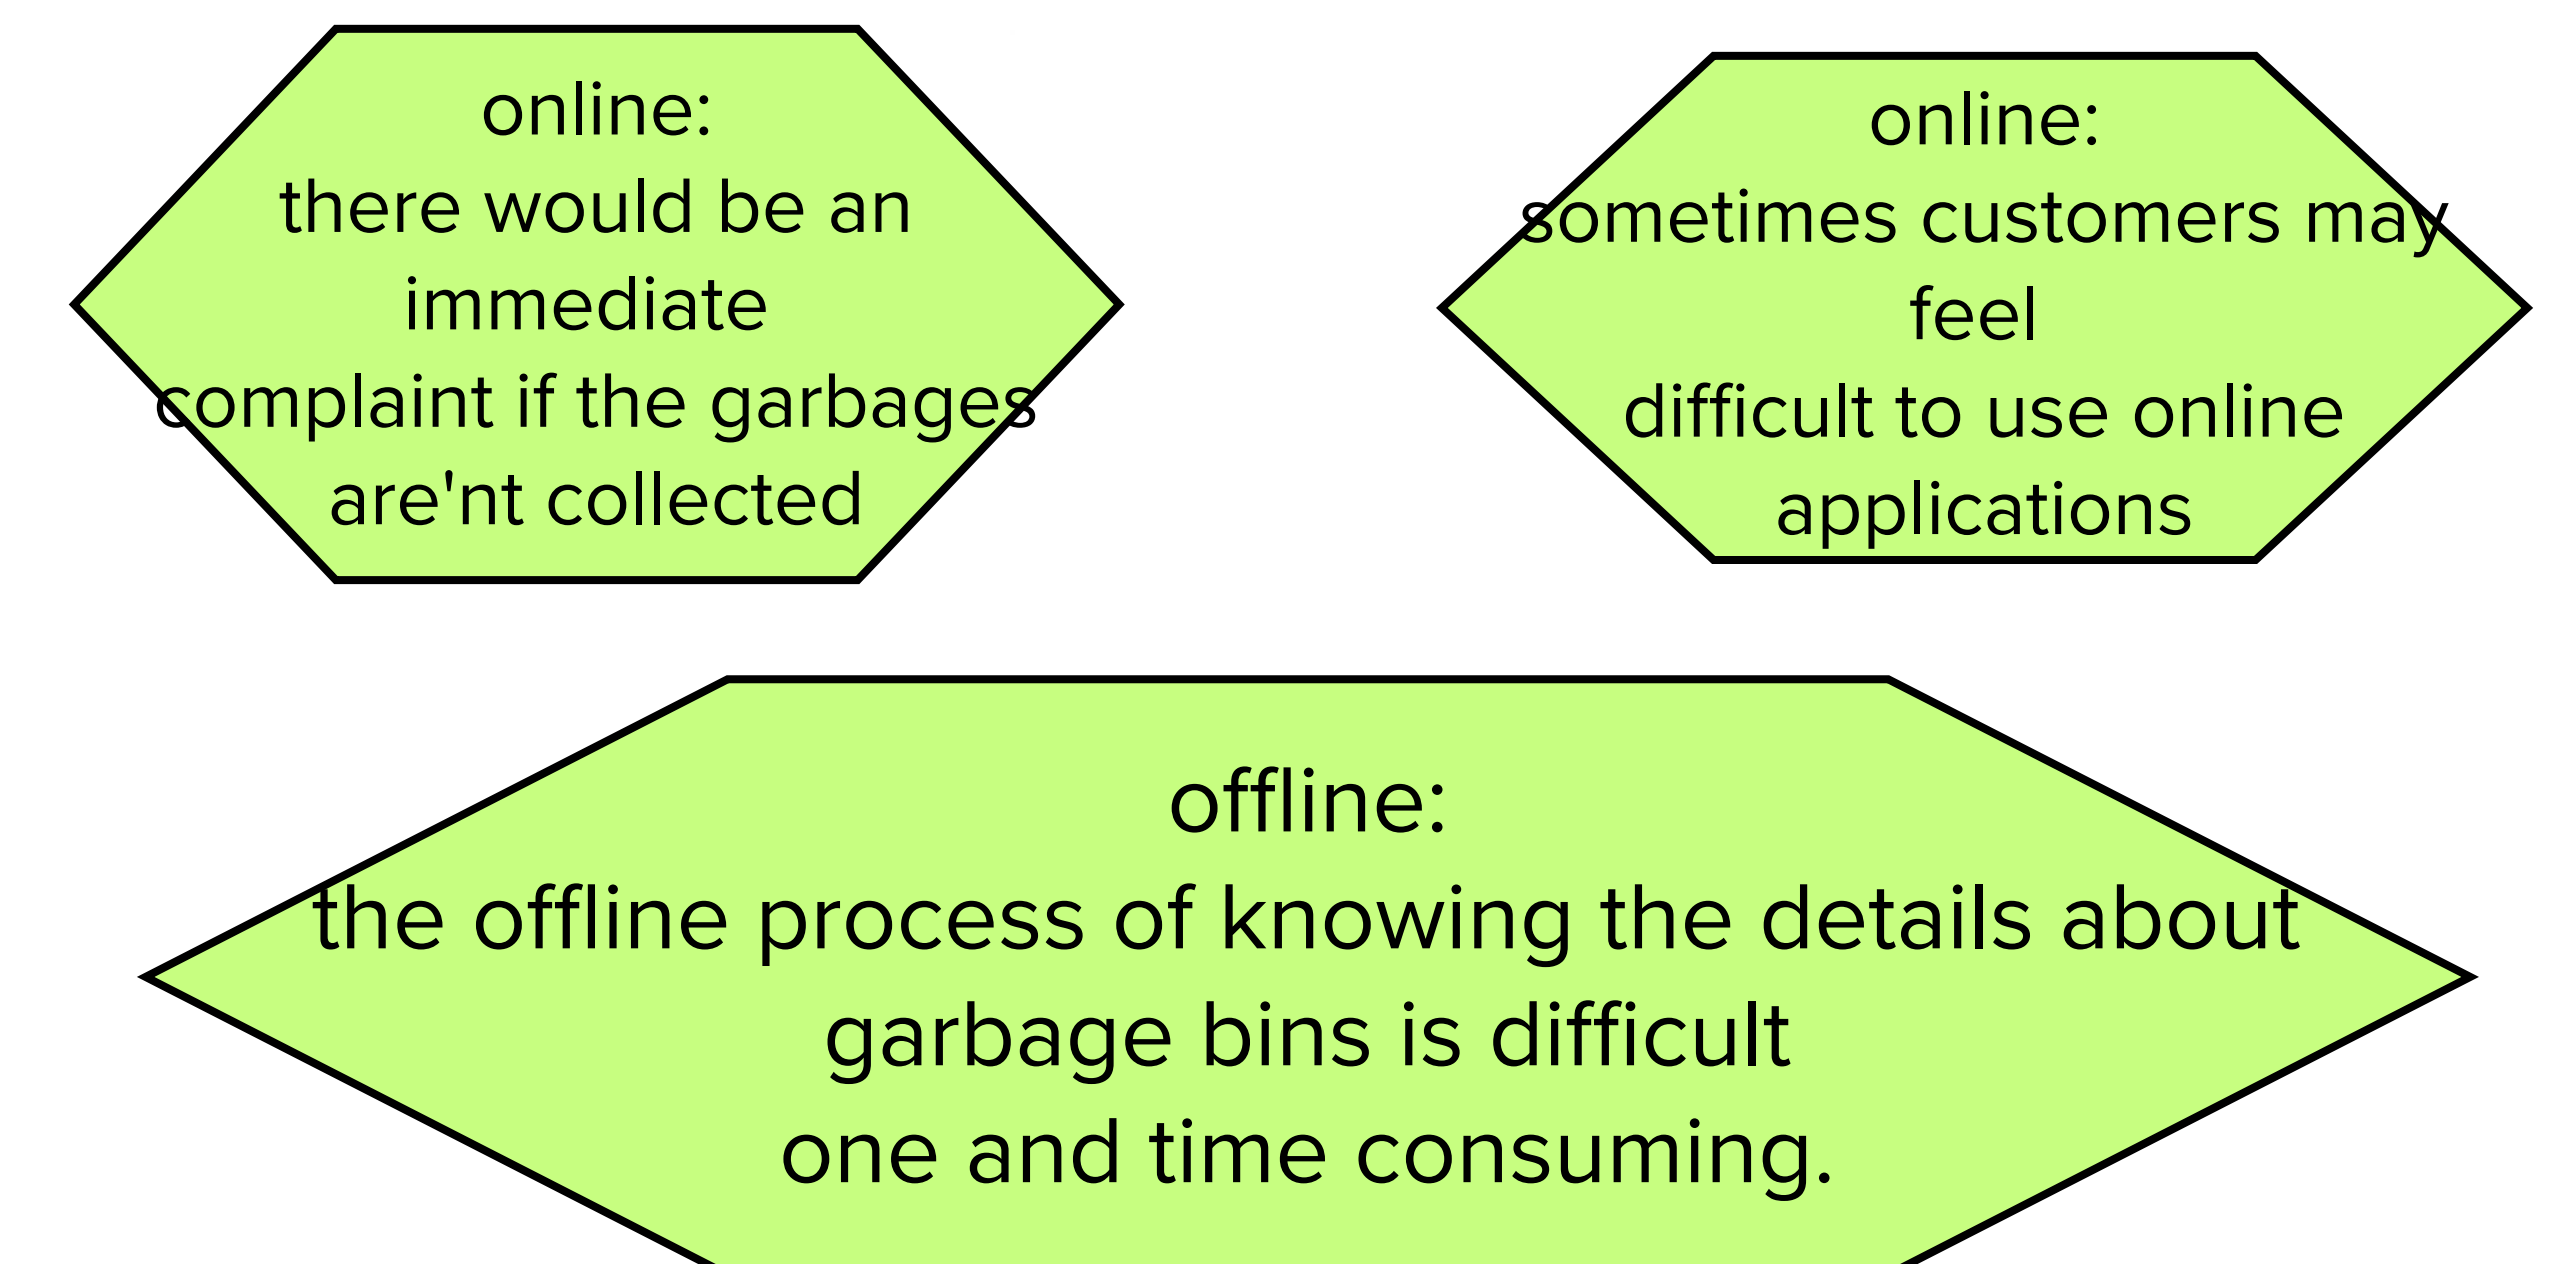 online:
there would be an
immediate
complaint if the garbages
are'nt collected
online:
sometimes customers may
feel
difficult to use online
applications
offline:
the offline process of knowing the details about
garbage bins is difficult
one and time consuming.